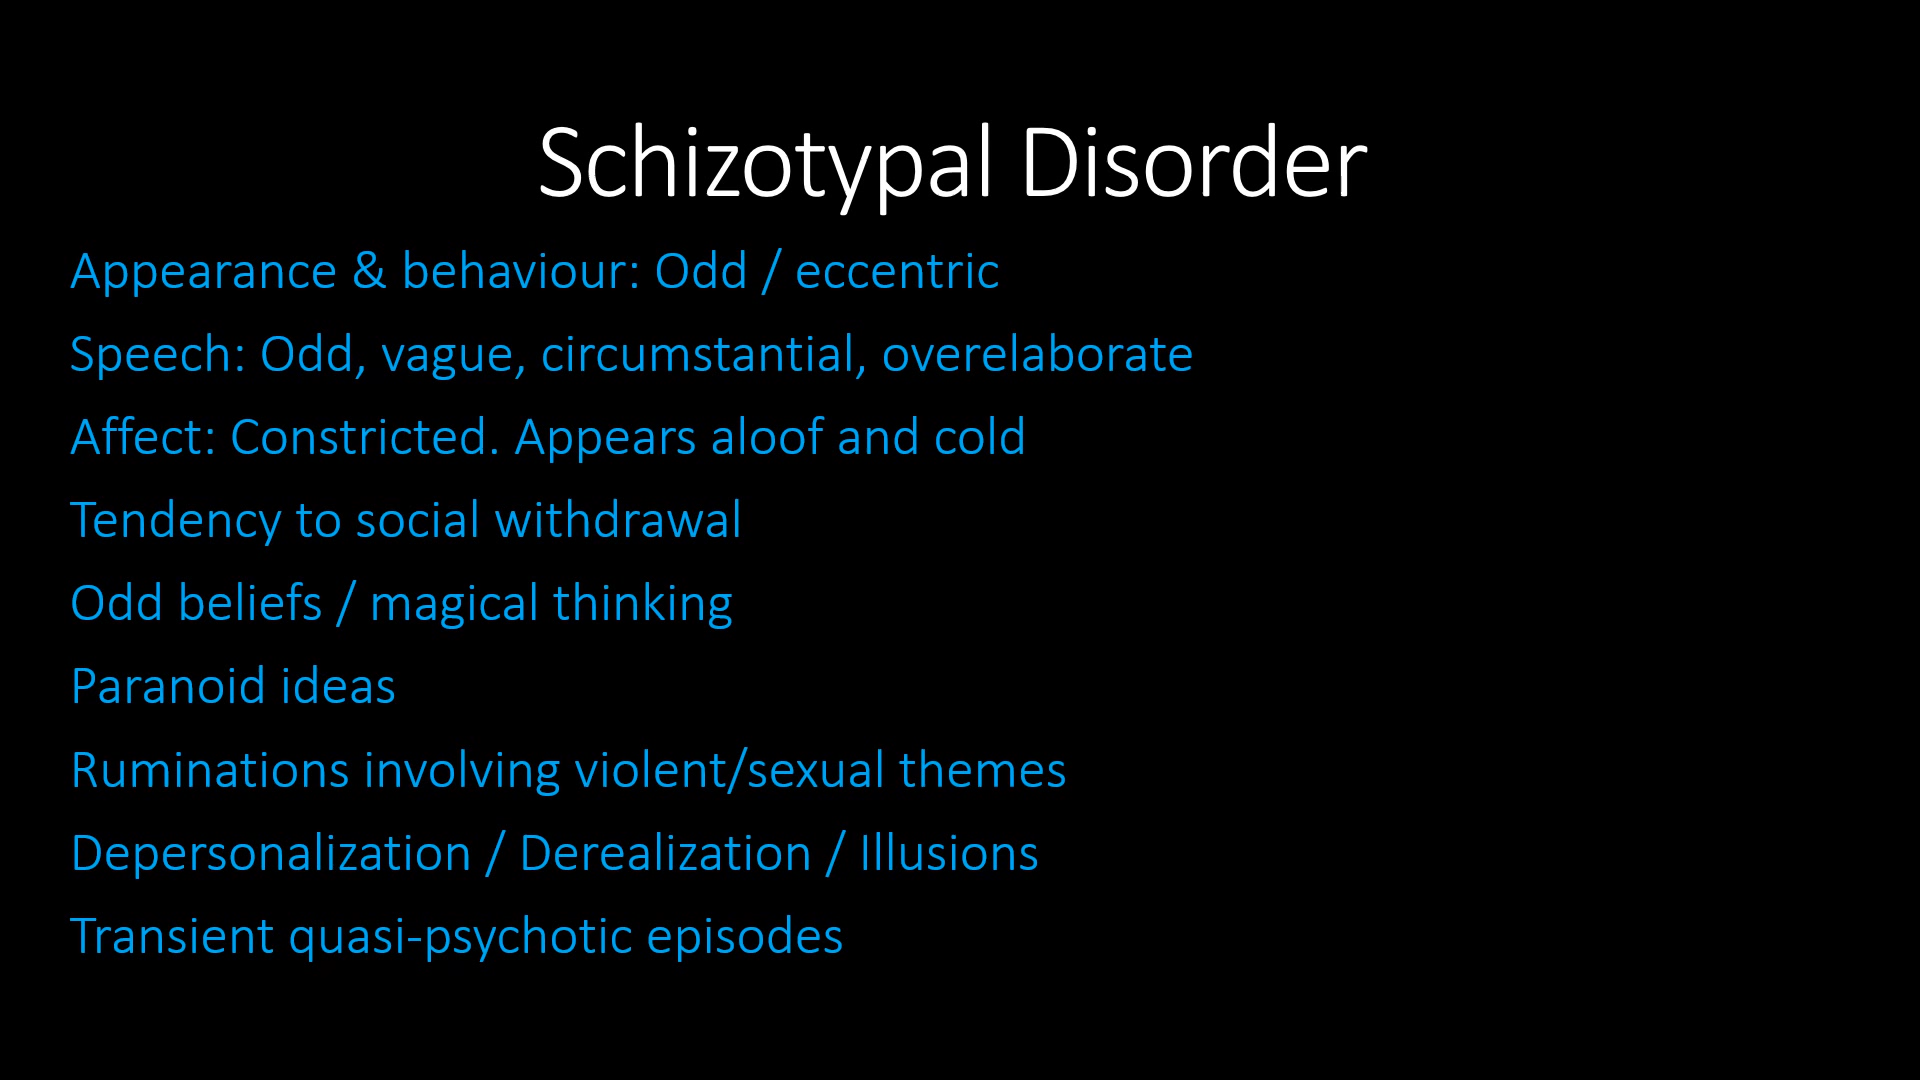 Schizotypal Disorder
Appearance & behaviour: Odd / eccentric
Speech: Odd, vague, circumstantial, overelaborate
Affect: Constricted. Appears aloof and cold
Tendency to social withdrawal
Odd beliefs / magical thinking
Paranoid ideas
Ruminations involving violent/sexual themes
Depersonalization / Derealization / Illusions
Transient quasi-psychotic episodes